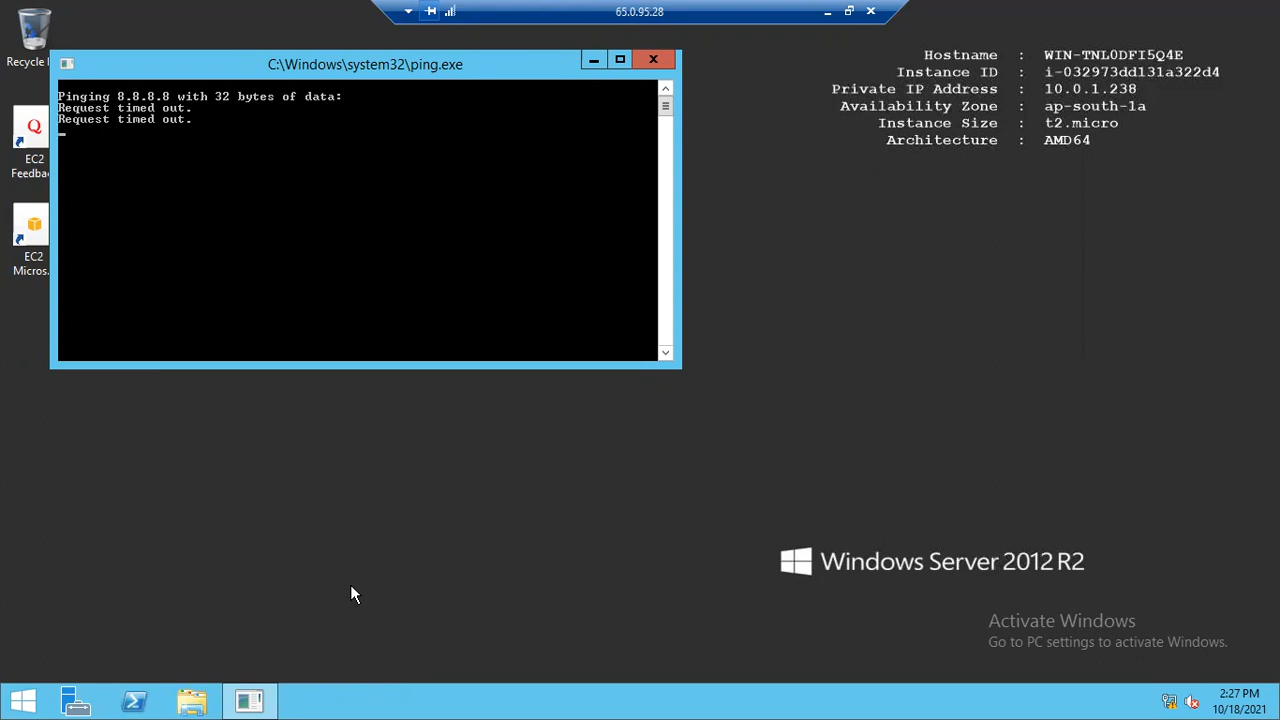 65.0.95.28
Recycle
C:\Windows\system32\ping.exe
Pinging 8.8.8.8 with 32 bytes of data:
Request timed out.
Request timed out.
EC2
Feedba
EC2
Micros.
Hostname : WIN-TNL0DFI5Q4E
Instance ID : i-032973dd131a322d4
Private IP Address : 10.0.1.238
Availability Zone : ap-south-1a
Instance Size : t2.micro
Architecture : AMD64
Windows Server 2012 R2
Activate Windows
Go to PC settings to activate Windows.
2:27 PM
10/18/2021